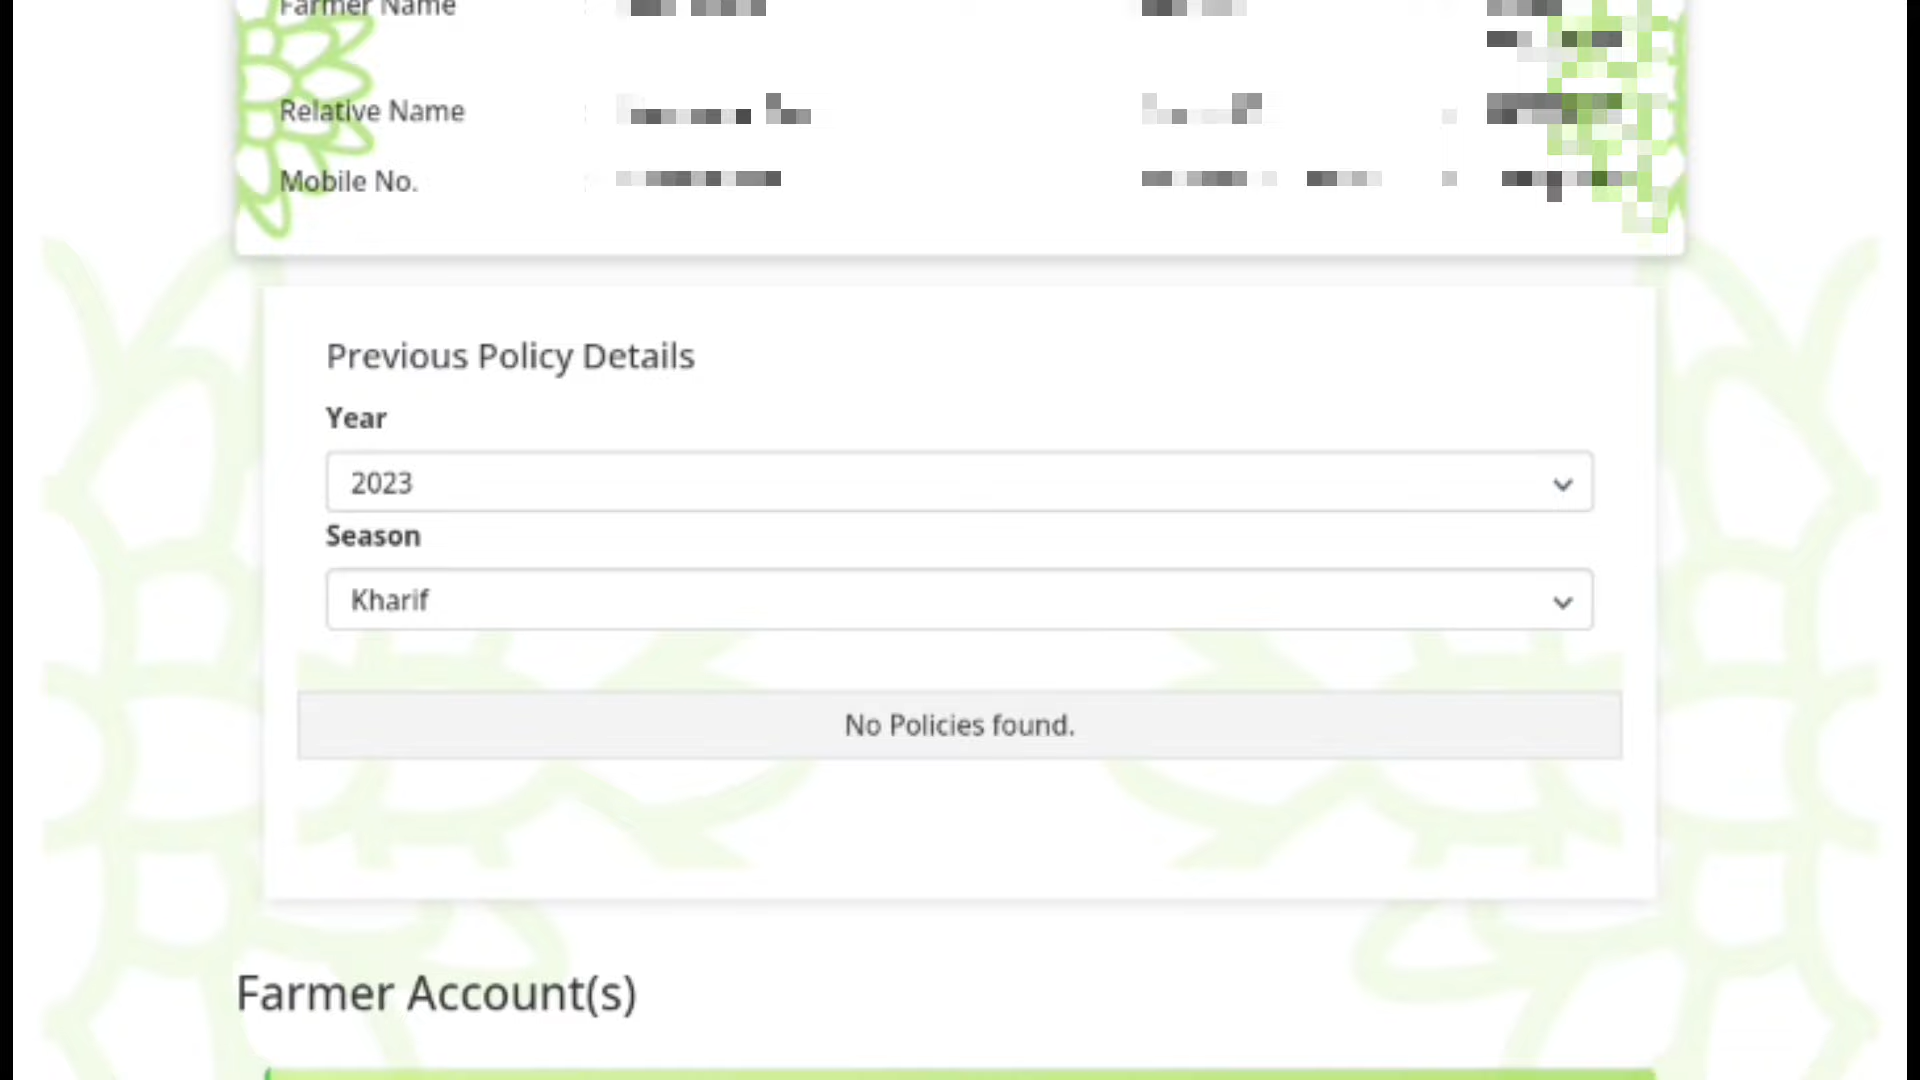 Farmer Name
Relative Name
Mobile No.
Previous Policy Details
Year
2023
Season
Kharif
No Policies found.
Farmer Account(s)